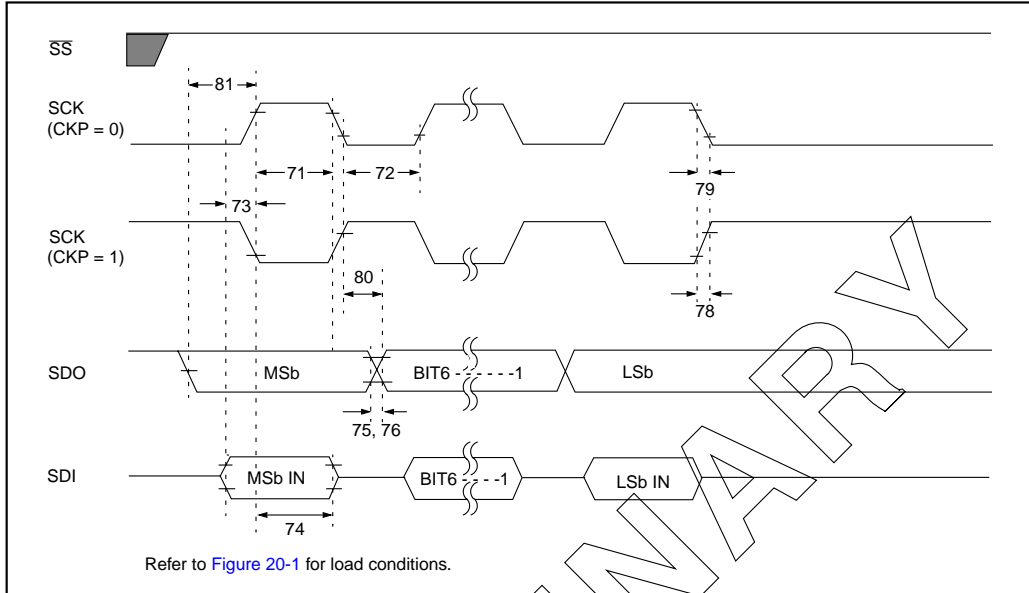 SS
81
SCK
(CKP = 0)
71
72
73
79
SCK
(CKP = 1)
80
78
SDO
MSb
BIT6 - - - - - -1
LSb
75, 76
SDI
MSb IN
BIT6 - - - -1
LSb IN
74
Refer to Figure 20-1 for load conditions.
NARY